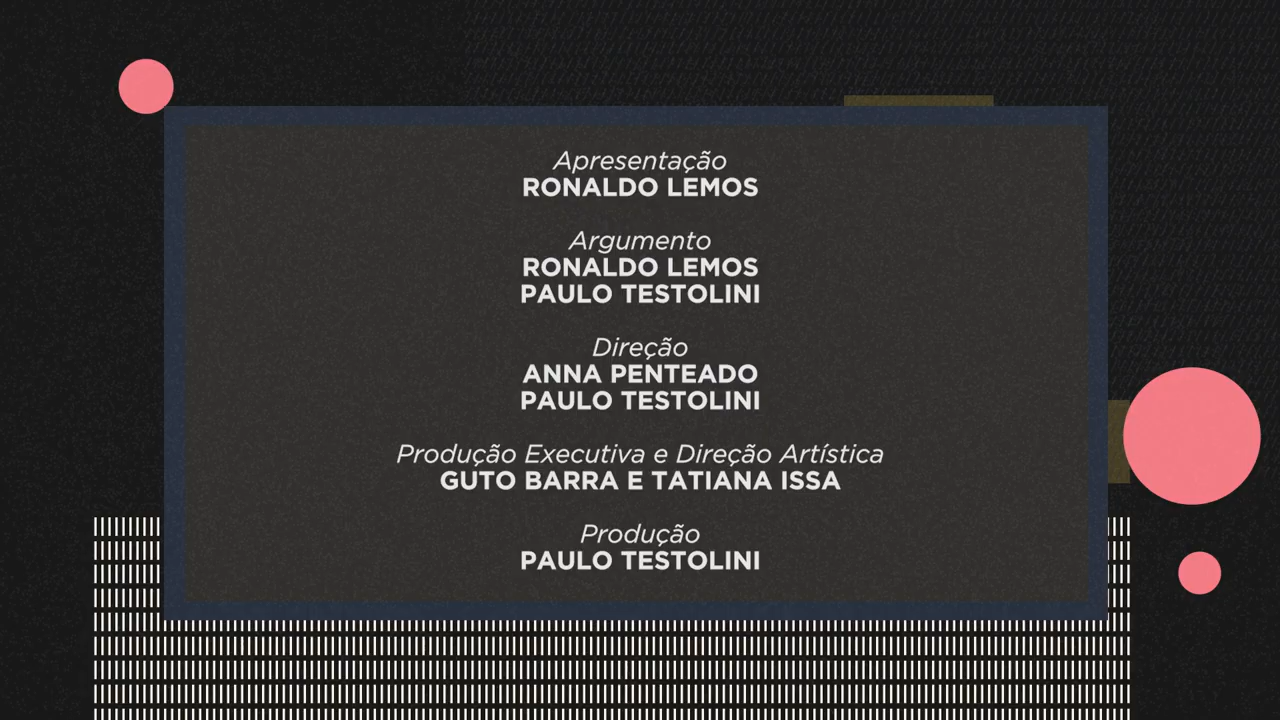 Apresentação
RONALDO LEMOS
Argumento
RONALDO LEMOS
PAULO TESTOLINI
Direção
ANNA PENTEADO
PAULO TESTOLINI
Produção Executiva e Direção Artística
GUTO BARRA E TATIANA ISSA
Produção
PAULO TESTOLINI